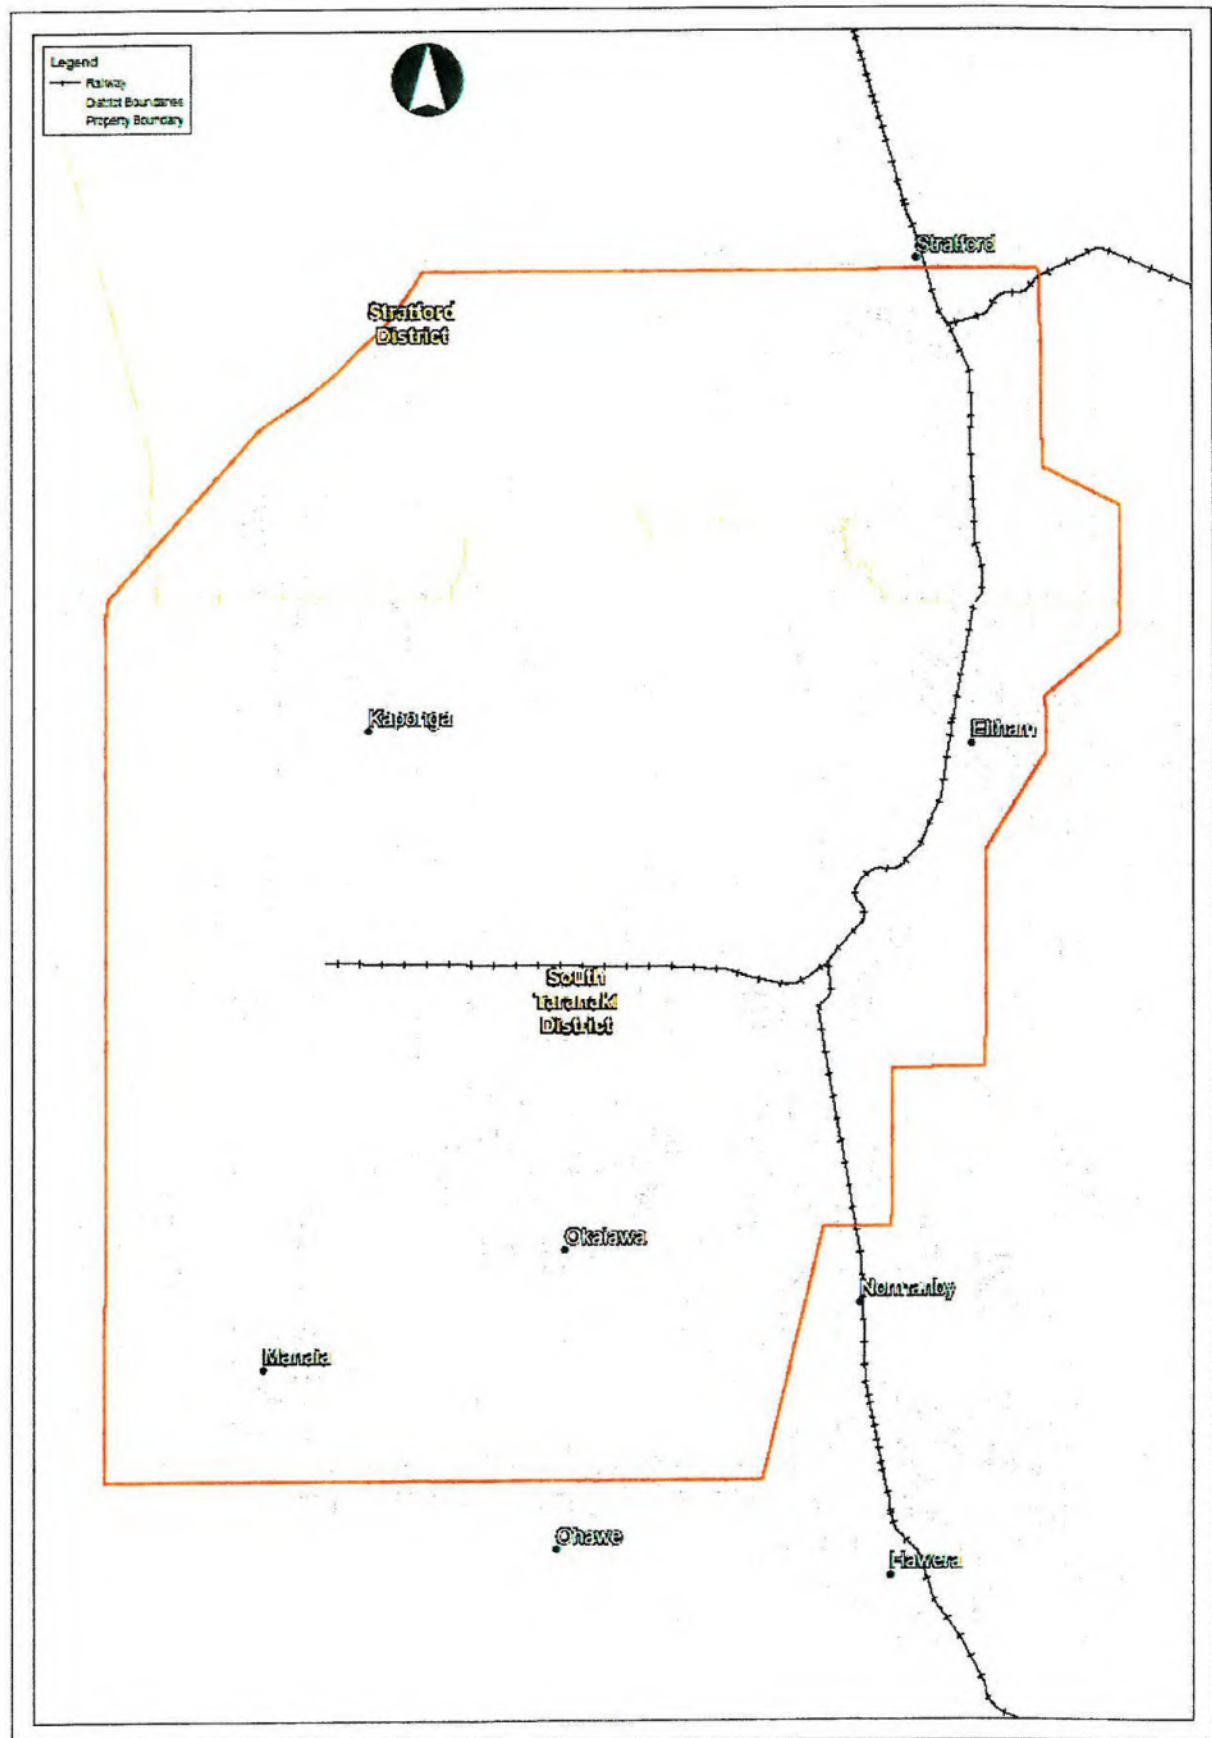 Legend
Railway
District Boundaries
Property Boundary
Stratford
Stratford
District
Kaponga
Eltham
South
Taranaki
District
Okaiawa
Normanby
Manaia
Ohawe
Hawera